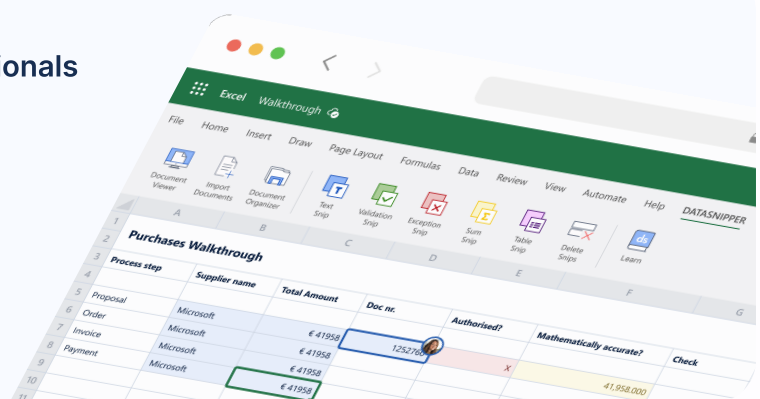 ionals
Excel Walkthrough
File Home Insert Draw Page Layout Formulas Data Review View Automate Help DATASNIPPER
Document Viewer
Import Documents
Document Organizer
Text Snip
Validation Snip
Exception Snip
Sum Snip
Table Snip
Delete Snips
ds
Learn
A B C D E F G
1
2 Purchases Walkthrough
3 Process step Supplier name Total Amount Doc nr. Authorised? Mathematically accurate? Check
4
5 Proposal Microsoft € 41958 1252766 x 41,958.000
6 Order Microsoft € 41958
7 Invoice Microsoft € 41958
8 Payment Microsoft € 41958
9
10
11